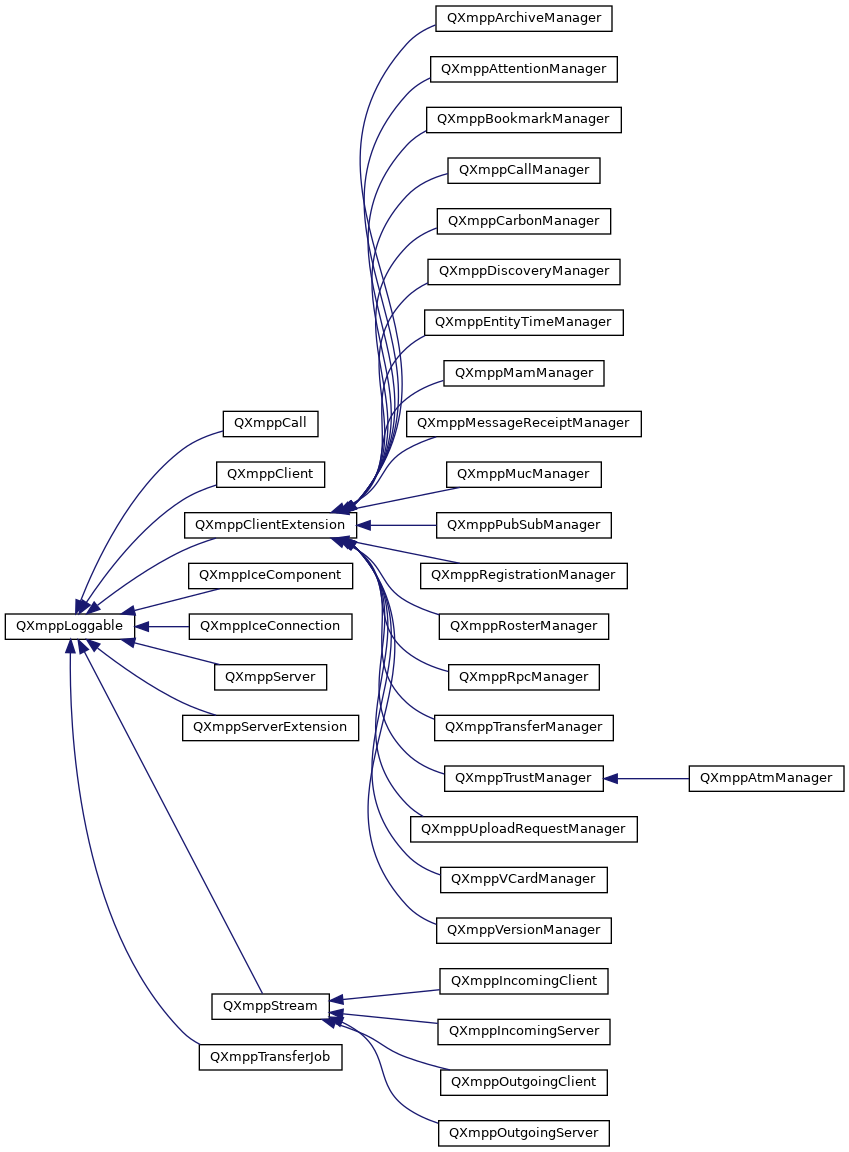 QXmppArchiveManager
QXmppAttentionManager
QXmppBookmarkManager
QXmppCallManager
QXmppCarbonManager
QXmppDiscoveryManager
QXmppEntityTimeManager
QXmppMamManager
QXmppCall
QXmppMessageReceiptManager
QXmppClient
QXmppMucManager
QXmppClientExtension
QXmppPubSubManager
QXmppIceComponent
QXmppRegistrationManager
QXmppLoggable
QXmppIceConnection
QXmppRosterManager
QXmppServer
QXmppRpcManager
QXmppServerExtension
QXmppTransferManager
QXmppTrustManager
QXmppAtmManager
QXmppUploadRequestManager
QXmppVCardManager
QXmppVersionManager
QXmppIncomingClient
QXmppStream
QXmppIncomingServer
QXmppTransferJob
QXmppOutgoingClient
QXmppOutgoingServer